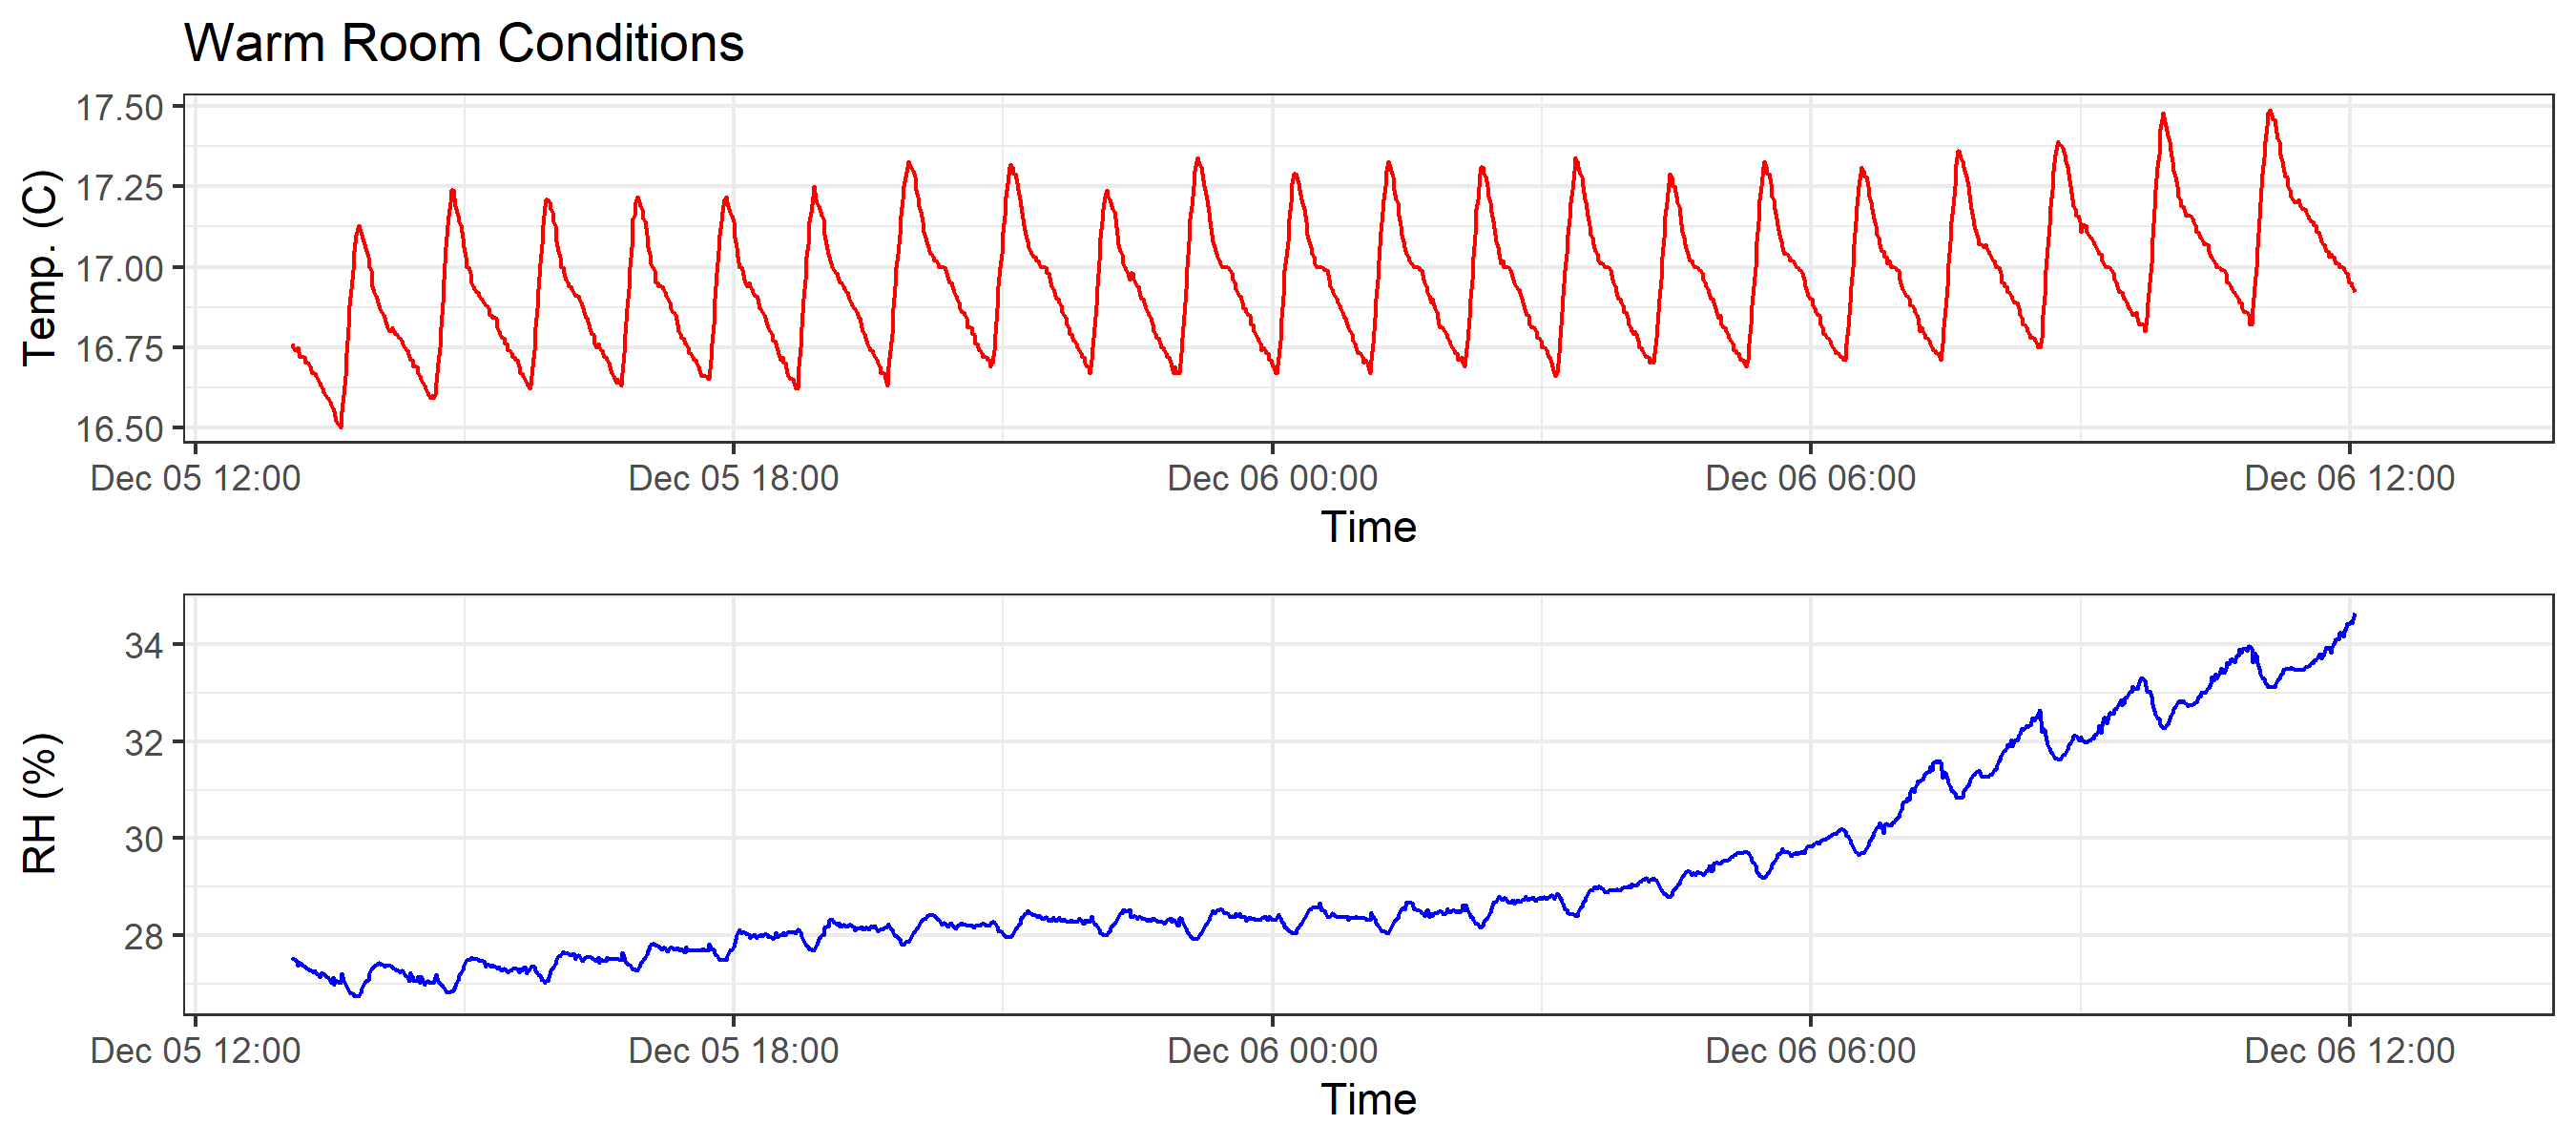 Warm Room Conditions
Temp. (C)
17.50
17.25
17.00
16.75
16.50
Dec 05 12:00 Dec 05 18:00 Dec 06 00:00 Dec 06 06:00 Dec 06 12:00
Time
RH (%)
34
32
30
28
Dec 05 12:00 Dec 05 18:00 Dec 06 00:00 Dec 06 06:00 Dec 06 12:00
Time